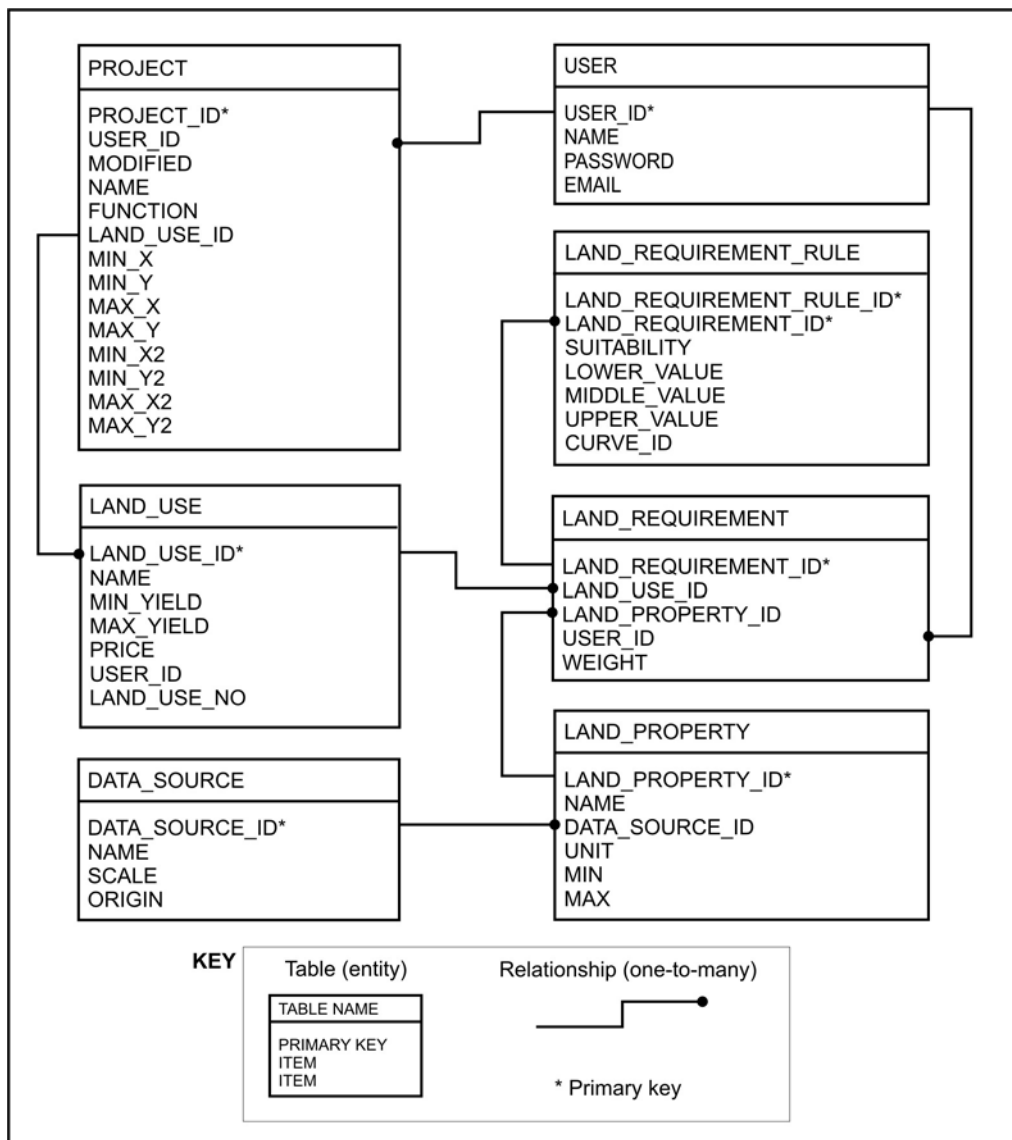 PROJECT
PROJECT_ID*
USER_ID
MODIFIED
NAME
FUNCTION
LAND_USE_ID
MIN_X
MIN_Y
MAX_X
MAX_Y
MIN_X2
MIN_Y2
MAX_X2
MAX_Y2
USER
USER_ID*
NAME
PASSWORD
EMAIL
LAND_REQUIREMENT_RULE
LAND_REQUIREMENT_RULE_ID*
LAND_REQUIREMENT_ID*
SUITABILITY
LOWER_VALUE
MIDDLE_VALUE
UPPER_VALUE
CURVE_ID
LAND_USE
LAND_USE_ID*
NAME
MIN_YIELD
MAX_YIELD
PRICE
USER_ID
LAND_USE_NO
LAND_REQUIREMENT
LAND_REQUIREMENT_ID*
LAND_USE_ID
LAND_PROPERTY_ID
USER_ID
WEIGHT
DATA_SOURCE
DATA_SOURCE_ID*
NAME
SCALE
ORIGIN
LAND_PROPERTY
LAND_PROPERTY_ID*
NAME
DATA_SOURCE_ID
UNIT
MIN
MAX
KEY
Table (entity)
TABLE NAME
PRIMARY KEY
ITEM
ITEM
Relationship (one-to-many)
* Primary key